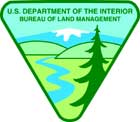 U.S. DEPARTMENT OF THE INTERIOR
BUREAU OF LAND MANAGEMENT